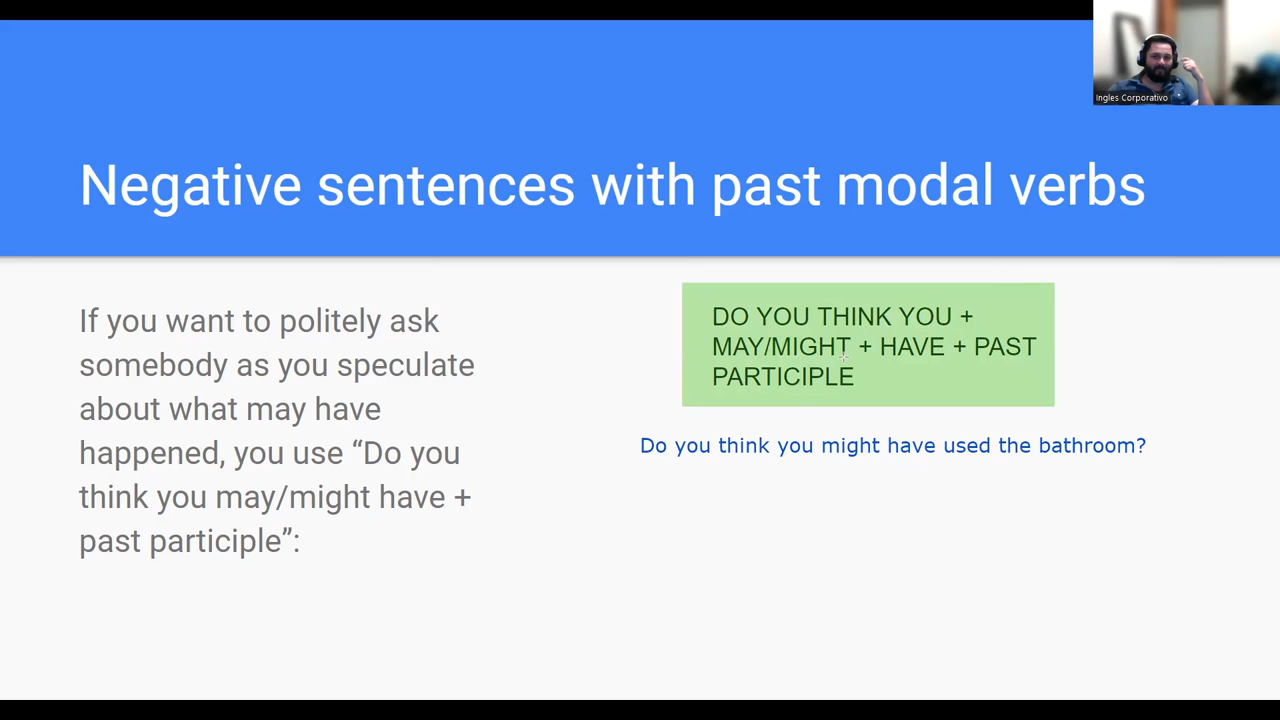 Ingles Corporativo
Negative sentences with past modal verbs
If you want to politely ask
somebody as you speculate
about what may have
happened, you use “Do you
think you may/might have +
past participle”:
DO YOU THINK YOU +
MAY/MIGHT + HAVE + PAST
PARTICIPLE
Do you think you might have used the bathroom?